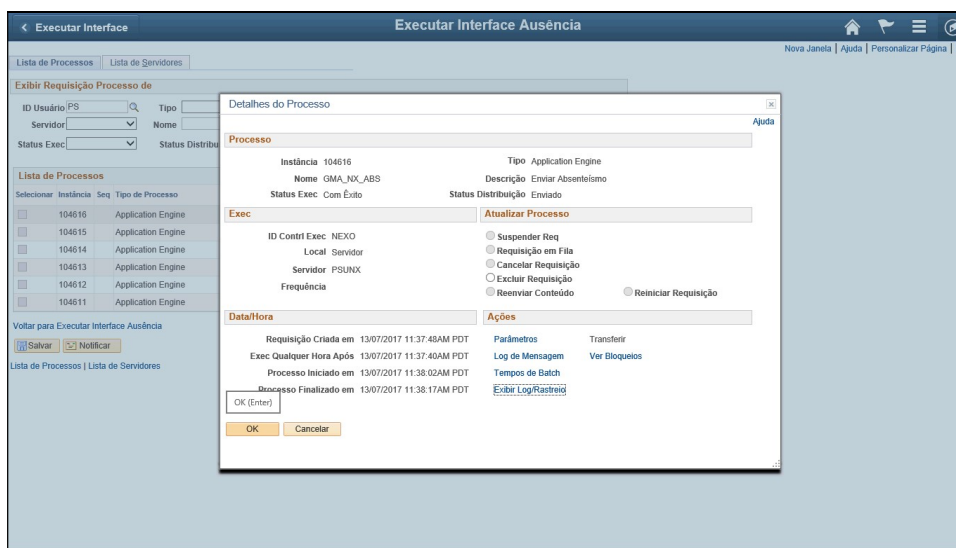 Executar Interface
Executar Interface Ausência
Nova Janela | Ajuda | Personalizar Página |
Lista de Processos
Lista de Servidores
Exibir Requisição Processo de
ID Usuário PS Tipo
Servidor Nome
Status Exec Status Distribu
Lista de Processos
Selecionar Instância Seq Tipo de Processo
104616 Application Engine
104615 Application Engine
104614 Application Engine
104613 Application Engine
104612 Application Engine
104611 Application Engine
Voltar para Executar Interface Ausência
Salvar Notificar
Lista de Processos | Lista de Servidores
Detalhes do Processo
Ajuda
Processo
Instância 104616 Tipo Application Engine
Nome GMA_NX_ABS Descrição Enviar Absenteísmo
Status Exec Com Êxito Status Distribuição Enviado
Exec
ID Contrl Exec NEXO
Local Servidor
Servidor PSUNX
Frequência
Atualizar Processo
Suspender Req
Requisição em Fila
Cancelar Requisição
Excluir Requisição
Reenviar Conteúdo Reiniciar Requisição
Data/Hora
Requisição Criada em 13/07/2017 11:37:48AM PDT
Exec Qualquer Hora Após 13/07/2017 11:37:40AM PDT
Processo Iniciado em 13/07/2017 11:38:02AM PDT
Processo Finalizado em 13/07/2017 11:38:17AM PDT
Ações
Parâmetros Transferir
Log de Mensagem Ver Bloqueios
Tempos de Batch
Exibir Log/Rastreio
OK (Enter)
OK Cancelar